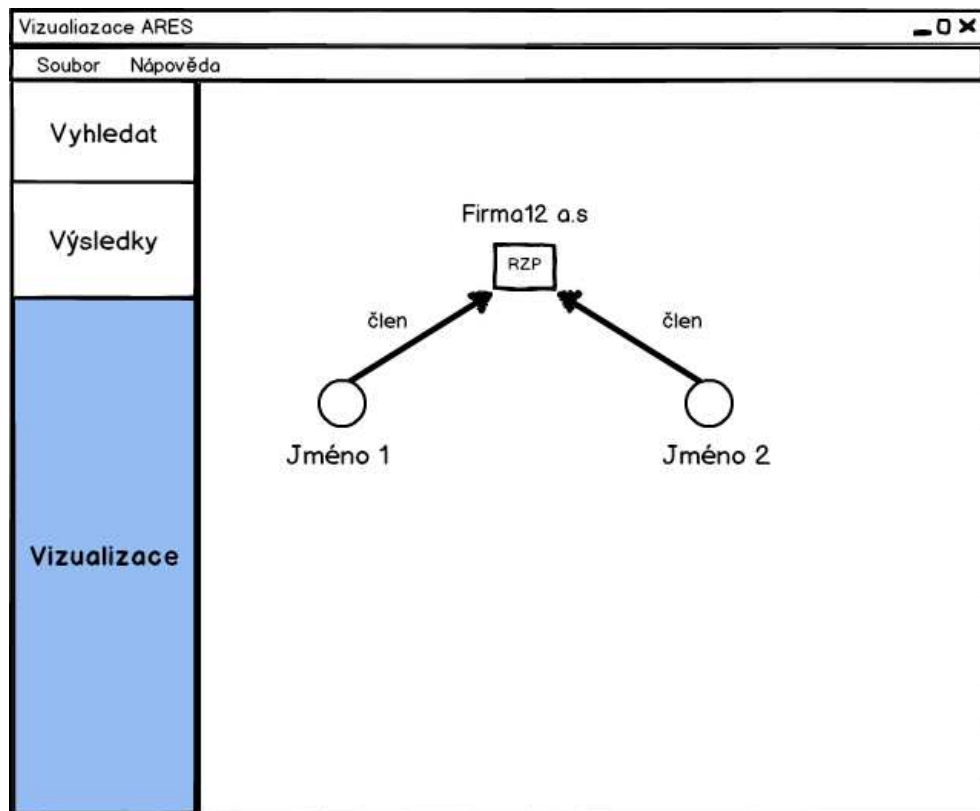 Vizualiazace ARES
Soubor Nápověda
Vyhledat
Výsledky
Vizualizace
Firma12 a.s
RZP
člen člen
Jméno 1 Jméno 2